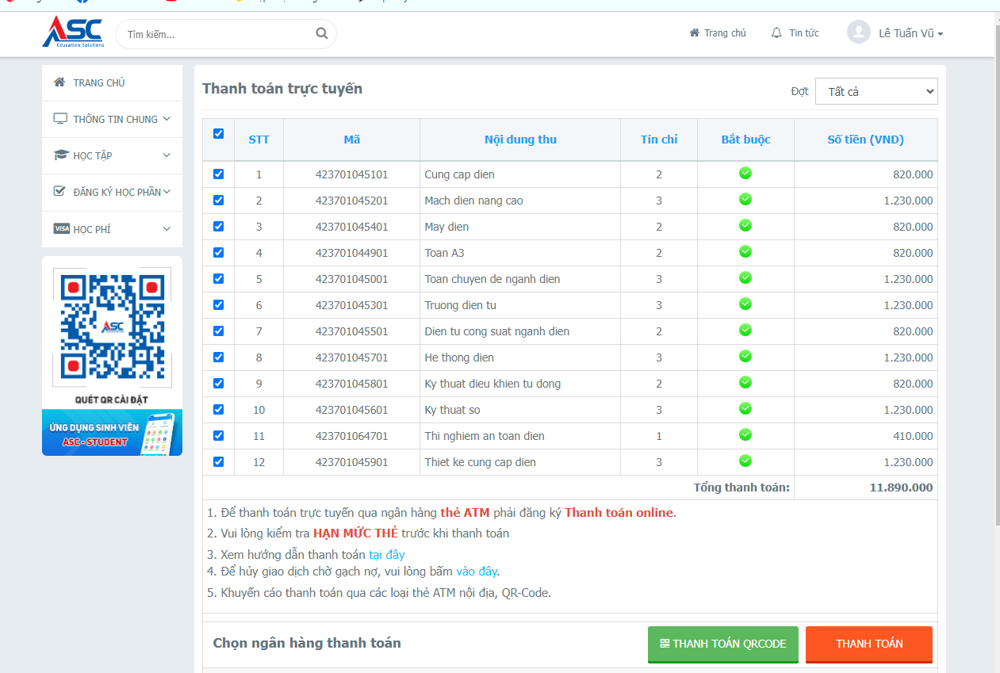 ASC
Education Solutions
Tìm kiếm...
Trang chủ
Tin tức
Lê Tuấn Vũ
TRANG CHỦ
THÔNG TIN CHUNG
HỌC TẬP
ĐĂNG KÝ HỌC PHẦN
VISA HỌC PHÍ
ASC
QUÉT QR CÀI ĐẶT
ỨNG DỤNG SINH VIÊN
ASC - STUDENT
Thanh toán trực tuyến
Đợt Tất cả
STT Mã Nội dung thu Tín chỉ Bắt buộc Số tiền (VND)
1 423701045101 Cung cap dien 2 820.000
2 423701045201 Mach dien nang cao 3 1.230.000
3 423701045401 May dien 2 820.000
4 423701044901 Toan A3 2 820.000
5 423701045001 Toan chuyen de nganh dien 3 1.230.000
6 423701045301 Truong dien tu 3 1.230.000
7 423701045501 Dien tu cong suat nganh dien 2 820.000
8 423701045701 He thong dien 3 1.230.000
9 423701045801 Ky thuat dieu khien tu dong 2 820.000
10 423701045601 Ky thuat so 3 1.230.000
11 423701064701 Thi nghiem an toan dien 1 410.000
12 423701045901 Thiet ke cung cap dien 3 1.230.000
Tổng thanh toán: 11.890.000
1. Để thanh toán trực tuyến qua ngân hàng thẻ ATM phải đăng ký Thanh toán online.
2. Vui lòng kiểm tra HẠN MỨC THẺ trước khi thanh toán
3. Xem hướng dẫn thanh toán tại đây
4. Để hủy giao dịch chờ gạch nợ, vui lòng bấm vào đây.
5. Khuyến cáo thanh toán qua các loại thẻ ATM nội địa, QR-Code.
Chọn ngân hàng thanh toán
THANH TOÁN QRCODE
THANH TOÁN